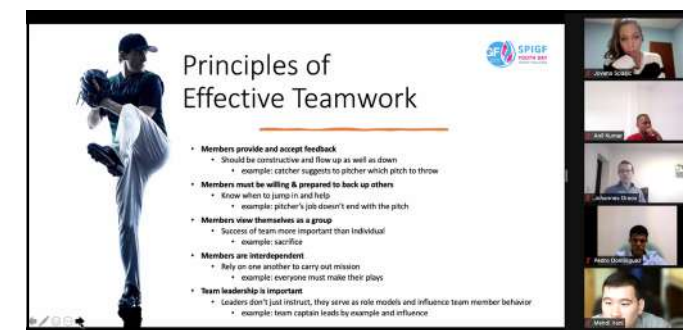 Principles of
Effective Teamwork
SPIGF
YOUTH DAY
• Members provide and accept feedback
• Should be constructive and flow up as well as down
• example: catcher suggests to pitcher which pitch to throw
• Members must be willing & prepared to back up others
• Know when to jump in and help
• example: pitcher's job doesn't end with the pitch
• Members view themselves as a group
• Success of team more important than Individual
• example: sacrifice
• Members are interdependent
• Rely on one another to carry out mission
• example: everyone must make their plays
• Team leadership is important
• Leaders don't just instruct, they serve as role models and influence team member behavior
• example: team captain leads by example and influence
Jovana
Anil Kumar
Johannes
Pedro